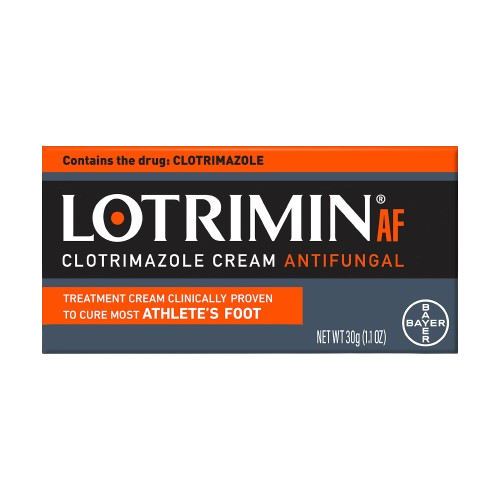 Contains the drug: CLOTRIMAZOLE
LOTRIMIN® AF
CLOTRIMAZOLE CREAM ANTIFUNGAL
TREATMENT CREAM CLINICALLY PROVEN
TO CURE MOST ATHLETE'S FOOT
NET WT 30g (1.1 OZ)
BAYER
BAYER